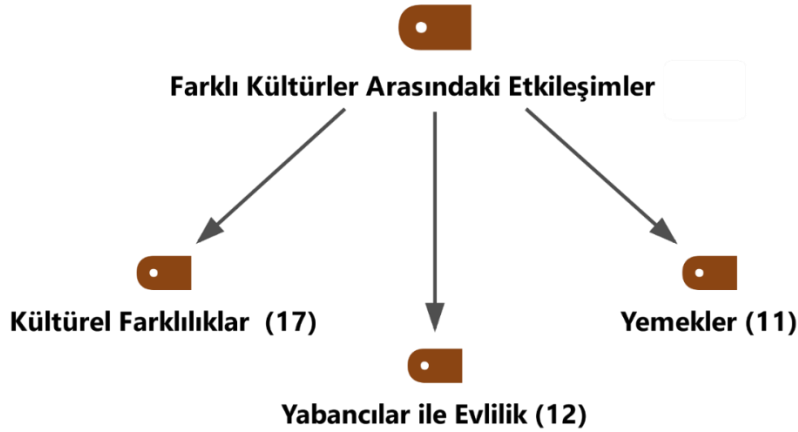 Farklı Kültürler Arasındaki Etkileşimler
Kültürel Farklılıklar (17)
Yemekler (11)
Yabancılar ile Evlilik (12)